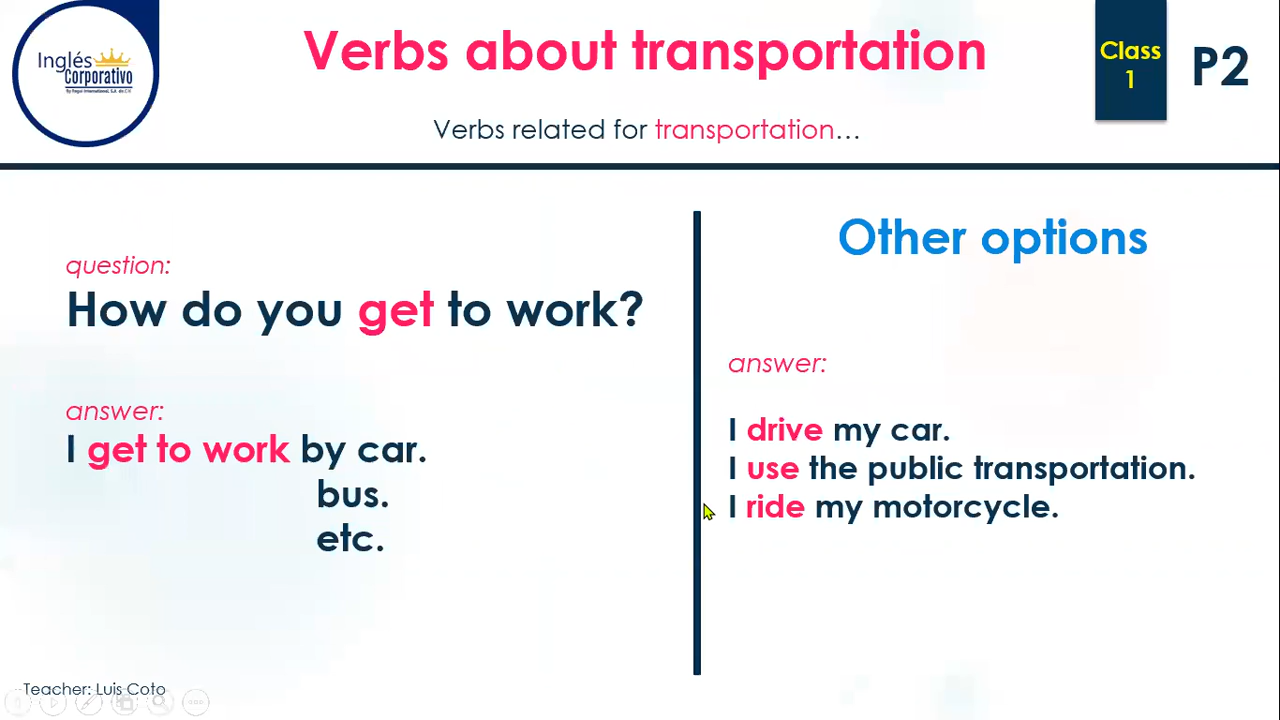 Inglés
Corporativo
Verbs about transportation
Class
1
P2
Verbs related for transportation…
question:
How do you get to work?
answer:
I get to work by car.
bus.
etc.
Other options
answer:
I drive my car.
I use the public transportation.
I ride my motorcycle.
Teacher: Luis Coto